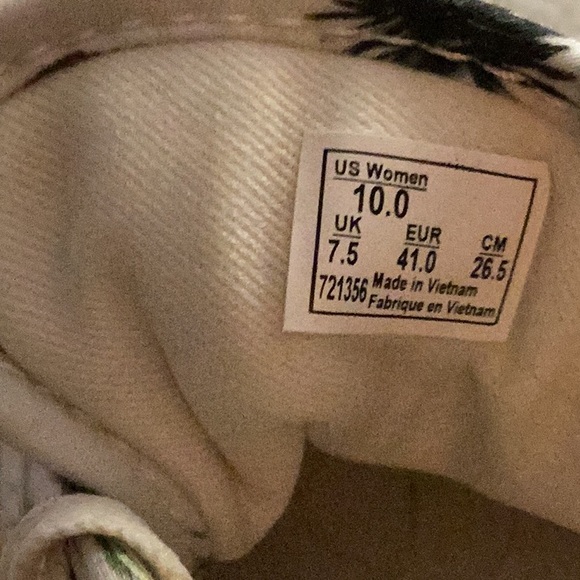 US Women
10.0
UK EUR CM
7.5 41.0 26.5
721356 Made in Vietnam
Fabrique en Vietnam